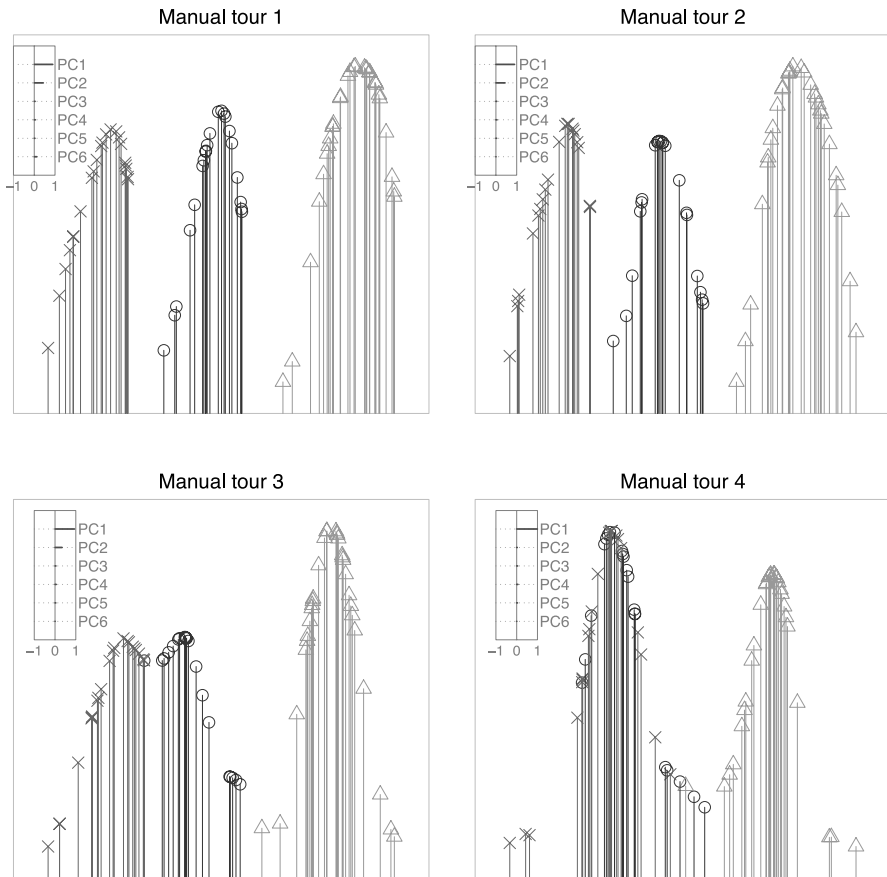 Manual tour 1
PC1
PC2
PC3
PC4
PC5
PC6
−1 0 1
Manual tour 2
PC1
PC2
PC3
PC4
PC5
PC6
−1 0 1
Manual tour 3
PC1
PC2
PC3
PC4
PC5
PC6
−1 0 1
Manual tour 4
PC1
PC2
PC3
PC4
PC5
PC6
−1 0 1